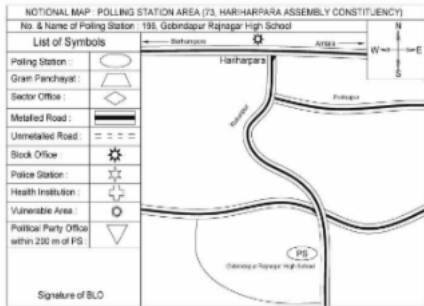 NOTIONAL MAP : POLLING STATION AREA (73, HARIHARPARA ASSEMBLY CONSTITUENCY)
No. & Name of Polling Station : 196, Gobindapur Rajnagar High School
List of Symbols
Polling Station :
Gram Panchayat :
Sector Office :
Metalled Road :
Unmetalled Road :
Block Office :
Police Station :
Health Institution :
Vulnerable Area :
Political Party Office
within 200 m of PS :
Signature of BLO
Berhampore
Amtala
Hariharpara
N
W
E
S
PS
Gobindapur Rajnagar High School